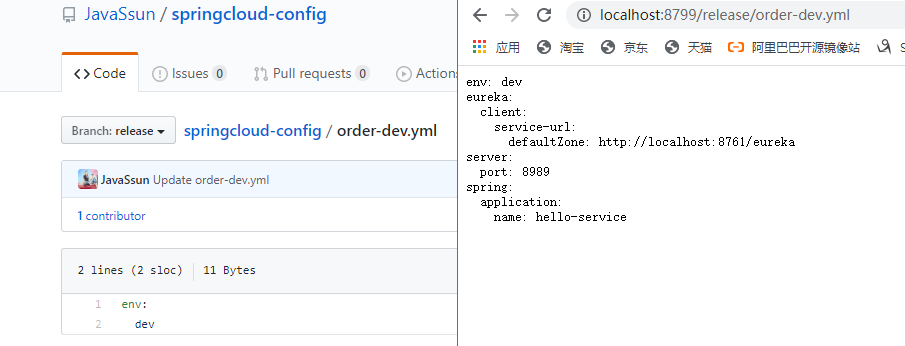 JavaSsun / springcloud-config
Code
Issues 0
Pull requests 0
Actions
Branch: release
springcloud-config / order-dev.yml
JavaSsun Update order-dev.yml
1 contributor
2 lines (2 sloc) 11 Bytes
1 env:
2 dev
localhost:8799/release/order-dev.yml
应用
淘宝
京东
天猫
阿里巴巴开源镜像站
S
env: dev
eureka:
  client:
    service-url:
      defaultZone: http://localhost:8761/eureka
server:
  port: 8989
spring:
  application:
    name: hello-service